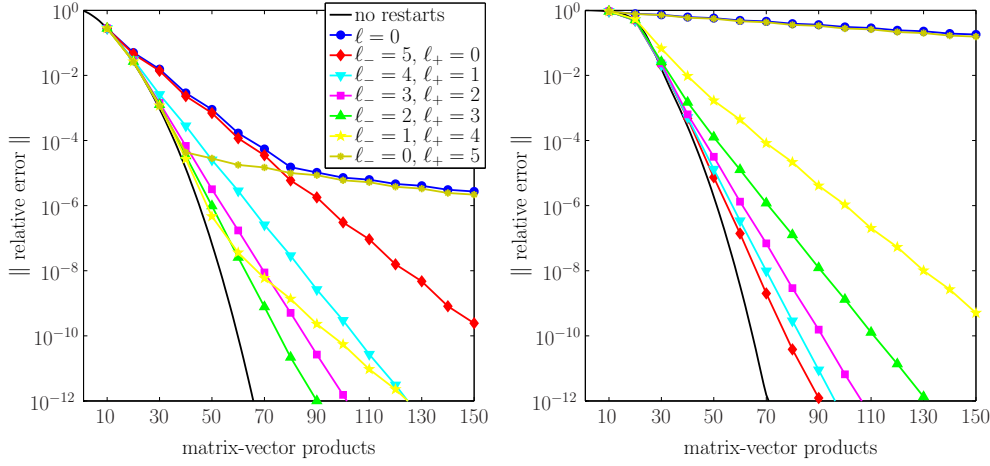 10⁰
10⁻²
10⁻⁴
10⁻⁶
10⁻⁸
10⁻¹⁰
10⁻¹²
‖ relative error ‖
10 30 50 70 90 110 130 150
matrix-vector products
no restarts
ℓ = 0
ℓ₋ = 5, ℓ₊ = 0
ℓ₋ = 4, ℓ₊ = 1
ℓ₋ = 3, ℓ₊ = 2
ℓ₋ = 2, ℓ₊ = 3
ℓ₋ = 1, ℓ₊ = 4
ℓ₋ = 0, ℓ₊ = 5
10⁰
10⁻²
10⁻⁴
10⁻⁶
10⁻⁸
10⁻¹⁰
10⁻¹²
‖ relative error ‖
10 30 50 70 90 110 130 150
matrix-vector products